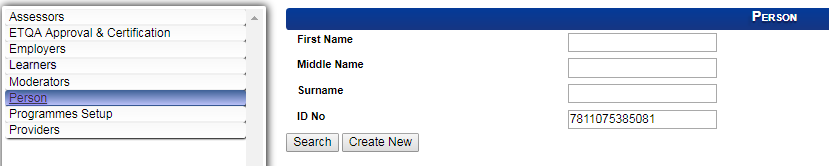 Assessors
ETQA Approval & Certification
Employers
Learners
Moderators
Person
Programmes Setup
Providers
PERSON
First Name
Middle Name
Surname
ID No 7811075385081
Search Create New